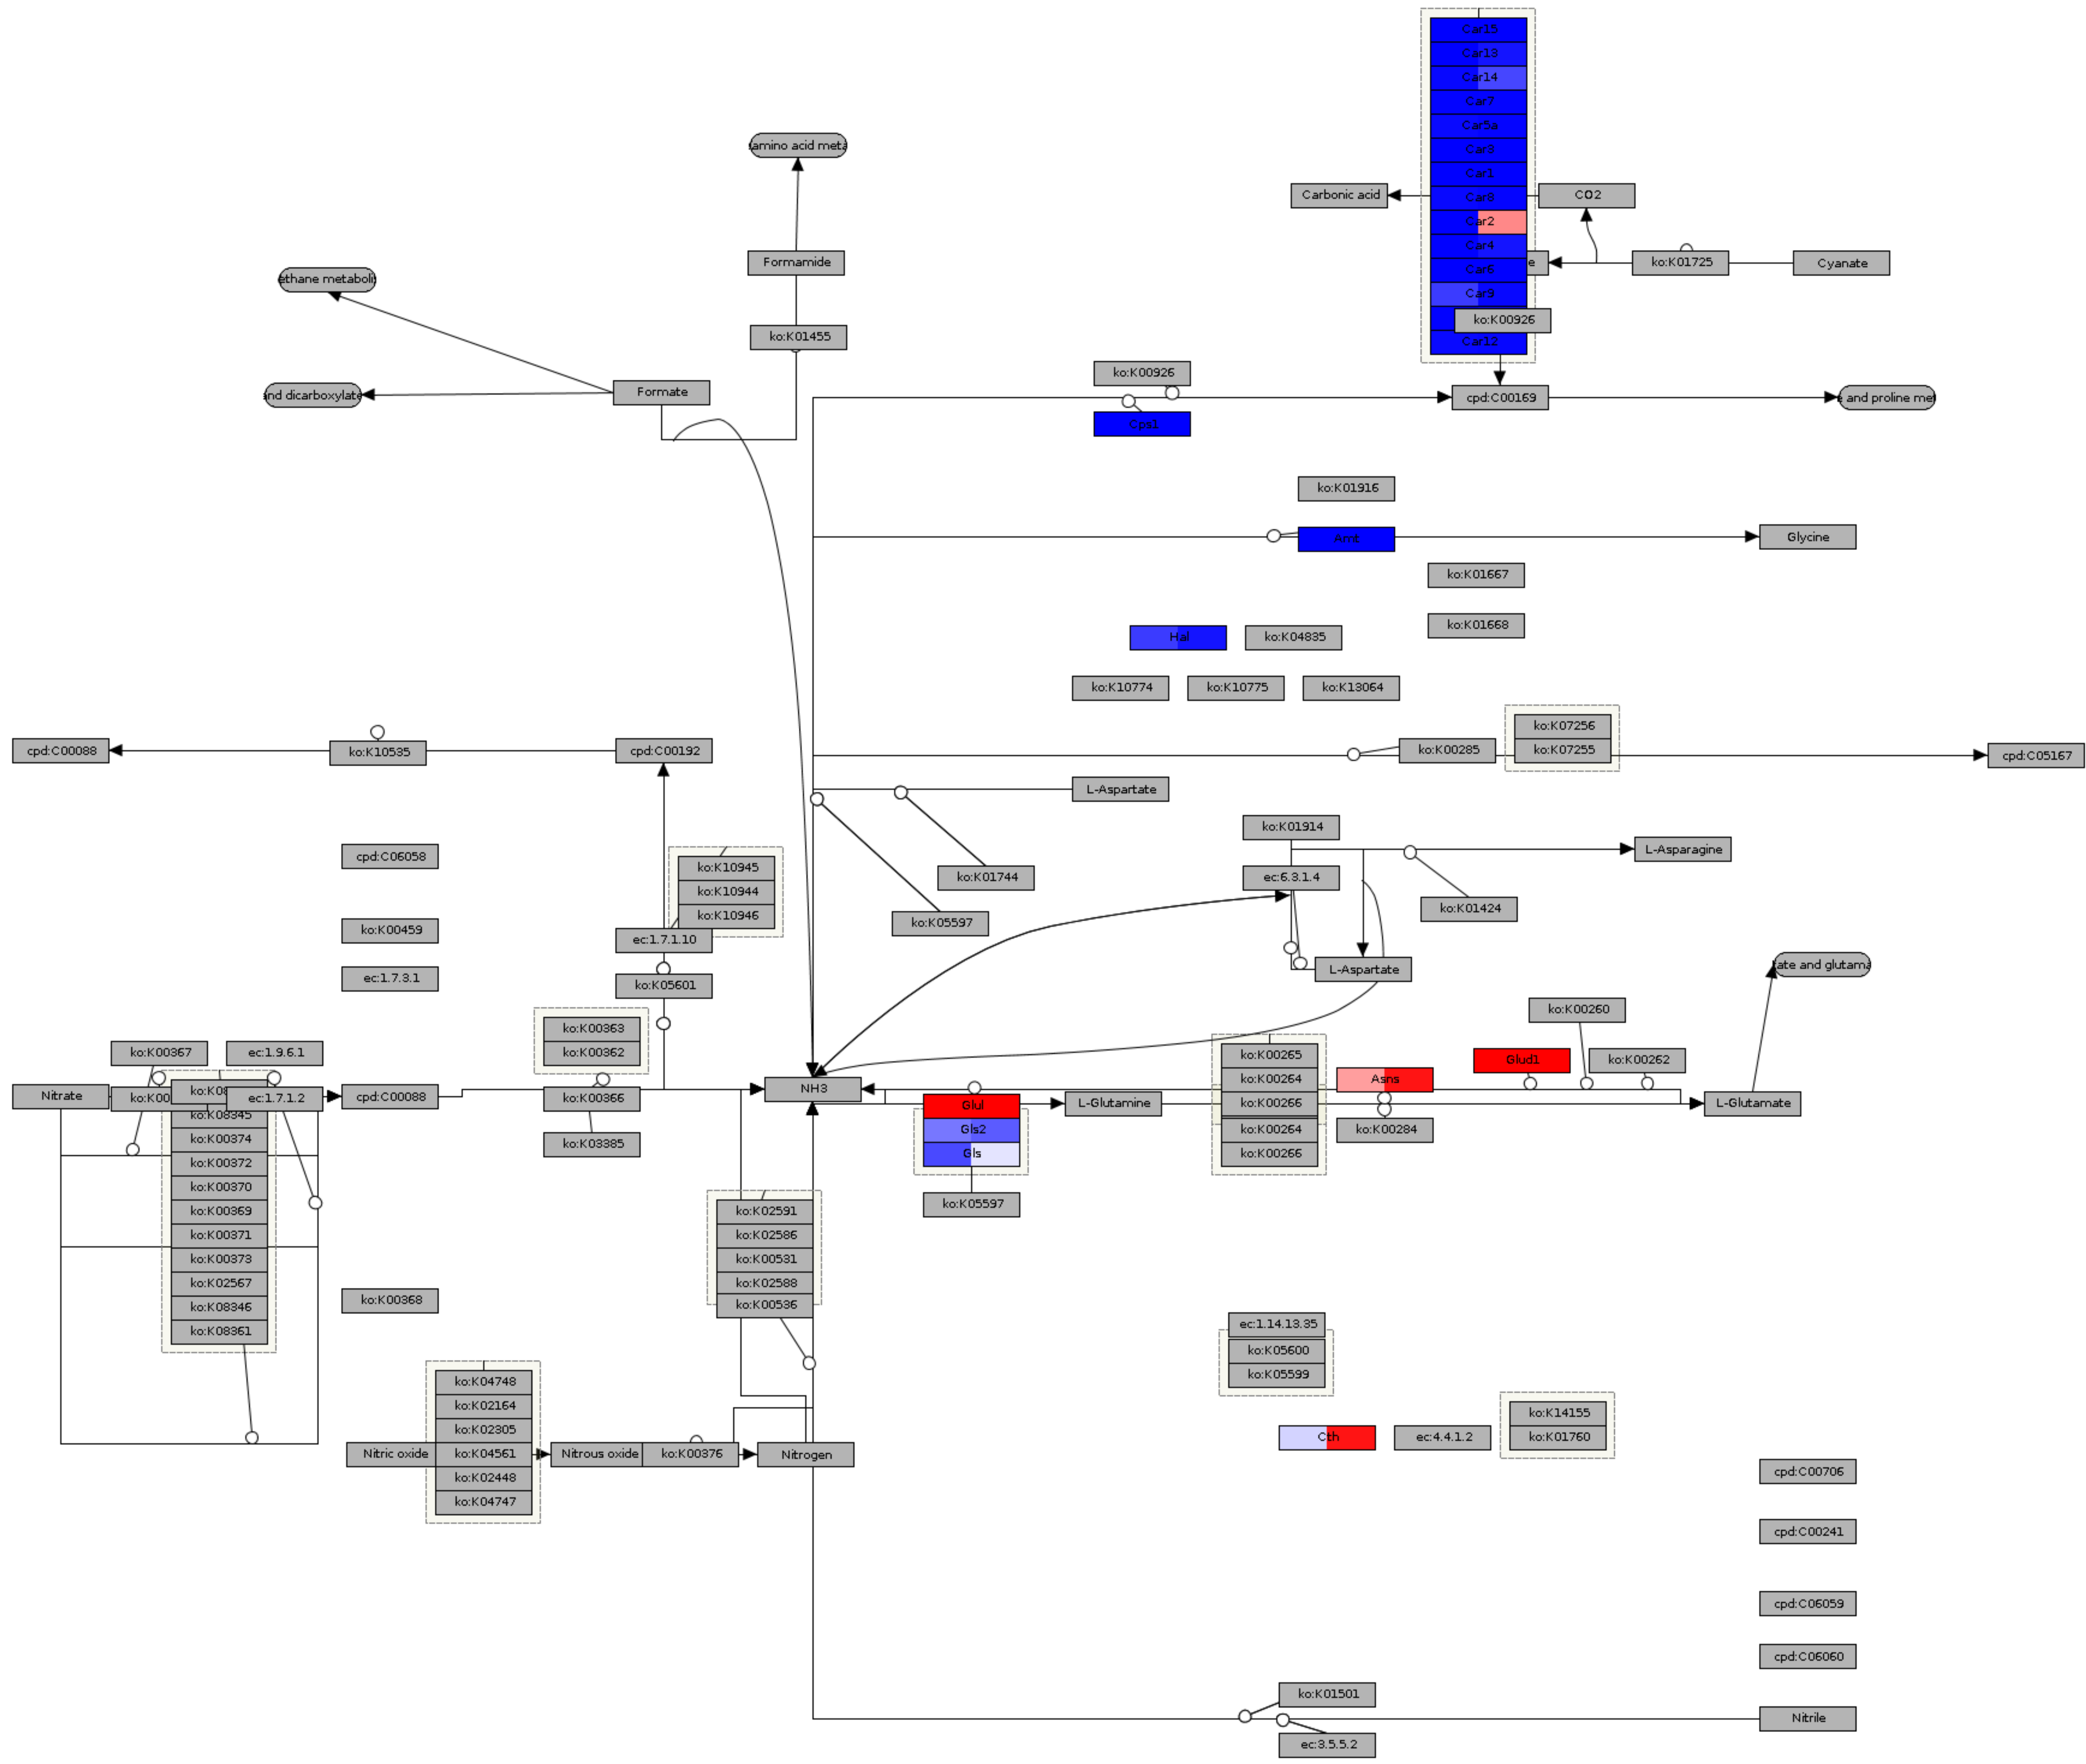 Car15
Car13
Car14
Car7
Car5a
Car3
Car1
Car8
Car2
Car4
Car6
Car9
Car12
ko:K00926
amino acid meta
Carbonic acid
CO2
Formamide
e
ko:K01725
Cyanate
ethane metabolis
ko:K01455
ko:K00926
Formate
nd dicarboxylate
cpd:C00169
e and proline met
Cps1
ko:K01916
Amt
Glycine
ko:K01667
ko:K01668
Hal
ko:K04835
ko:K10774
ko:K10775
ko:K13064
ko:K07256
ko:K07255
cpd:C00088
ko:K10535
cpd:C00192
ko:K00285
cpd:C05167
L-Aspartate
ko:K01914
L-Asparagine
cpd:C06058
ko:K10945
ko:K10944
ko:K10946
ko:K01744
ec:6.3.1.4
ko:K01424
ko:K05597
ko:K00459
ec:1.7.1.10
ec:1.7.3.1
ko:K05601
L-Aspartate
ate and glutama
ko:K00260
ko:K00363
ko:K00362
ko:K00367
ec:1.9.6.1
ko:K00265
ko:K00264
ko:K00266
ko:K00264
ko:K00266
Glud1
ko:K00262
Asns
Nitrate
ko:K00
ko:K08
ec:1.7.1.2
cpd:C00088
ko:K00366
NH3
Glul
Gls2
Gls
L-Glutamine
L-Glutamate
ko:K00284
ko:K03385
ko:K08345
ko:K00374
ko:K00372
ko:K00370
ko:K00369
ko:K00371
ko:K00373
ko:K02567
ko:K08346
ko:K08361
ko:K05597
ko:K02591
ko:K02586
ko:K00531
ko:K02588
ko:K00536
ko:K00368
ec:1.14.13.35
ko:K05600
ko:K05599
ko:K04748
ko:K02164
ko:K02305
ko:K04561
ko:K02448
ko:K04747
Nitric oxide
Nitrous oxide
ko:K00376
Nitrogen
Cth
ec:4.4.1.2
ko:K14155
ko:K01760
cpd:C00706
cpd:C00241
cpd:C06059
cpd:C06060
ko:K01501
Nitrile
ec:3.5.5.2